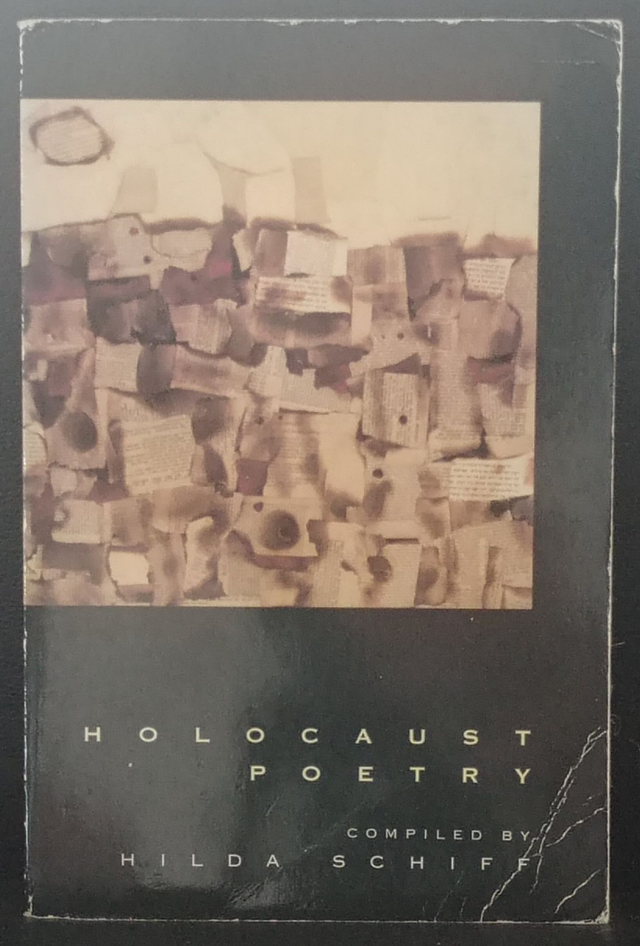 HOLOCAUST
POETRY
COMPILED BY
HILDA SCHIFF